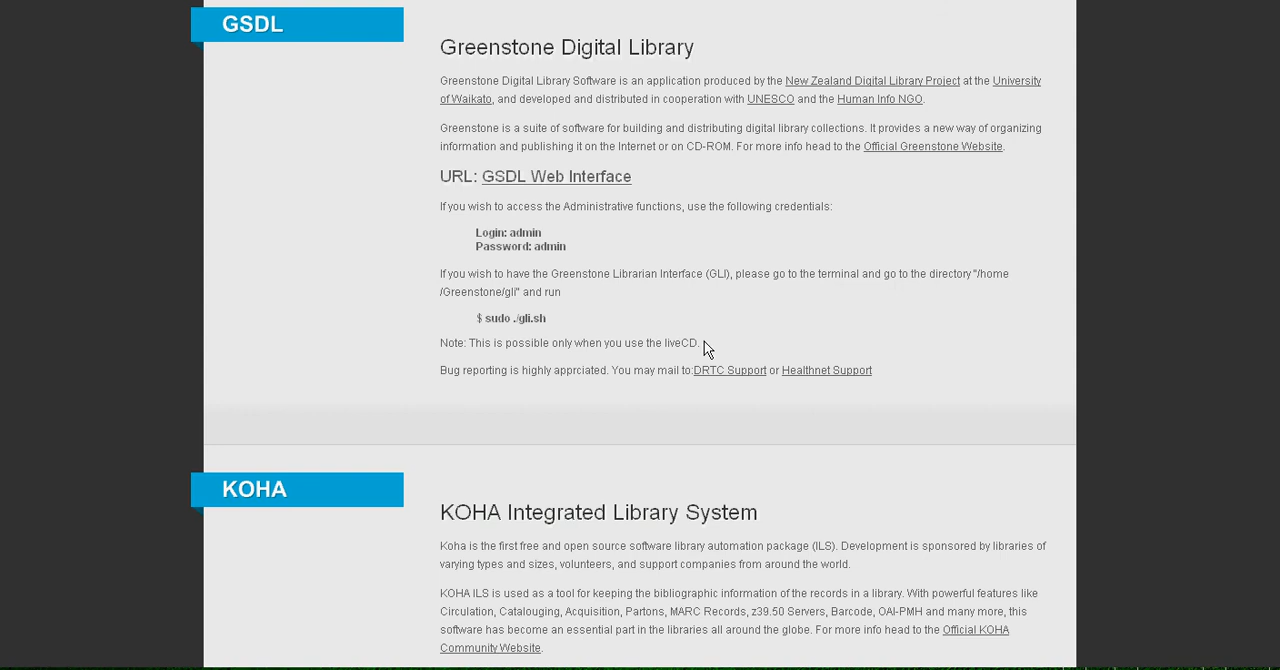 GSDL
Greenstone Digital Library
Greenstone Digital Library Software is an application produced by the New Zealand Digital Library Project at the University
of Waikato, and developed and distributed in cooperation with UNESCO and the Human Info NGO.
Greenstone is a suite of software for building and distributing digital library collections. It provides a new way of organizing
information and publishing it on the Internet or on CD-ROM. For more info head to the Official Greenstone Website.
URL: GSDL Web Interface
If you wish to access the Administrative functions, use the following credentials:
Login: admin
Password: admin
If you wish to have the Greenstone Librarian Interface (GLI), please go to the terminal and go to the directory "/home
/Greenstone/gli" and run
$ sudo ./gli.sh
Note: This is possible only when you use the liveCD.
Bug reporting is highly apprciated. You may mail to:DRTC Support or Healthnet Support
KOHA
KOHA Integrated Library System
Koha is the first free and open source software library automation package (ILS). Development is sponsored by libraries of
varying types and sizes, volunteers, and support companies from around the world.
KOHA ILS is used as a tool for keeping the bibliographic information of the records in a library. With powerful features like
Circulation, Catalouging, Acquisition, Partons, MARC Records, z39.50 Servers, Barcode, OAI-PMH and many more, this
software has become an essential part in the libraries all around the globe. For more info head to the Official KOHA
Community Website.